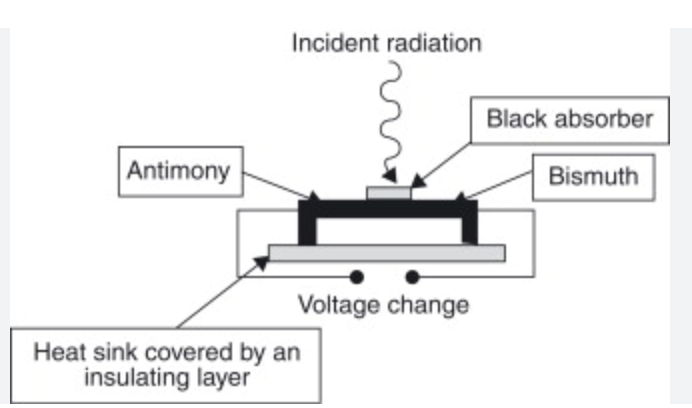 Incident radiation
Black absorber
Antimony
Bismuth
Voltage change
Heat sink covered by an
insulating layer